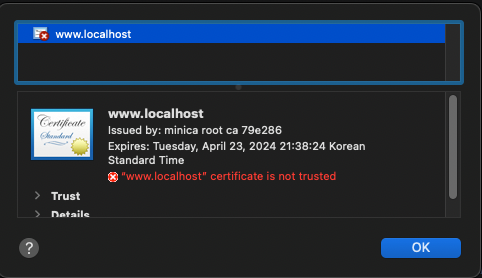 www.localhost
Certificate
Standard
www.localhost
Issued by: minica root ca 79e286
Expires: Tuesday, April 23, 2024 21:38:24 Korean
Standard Time
"www.localhost" certificate is not trusted
Trust
Details
?
OK